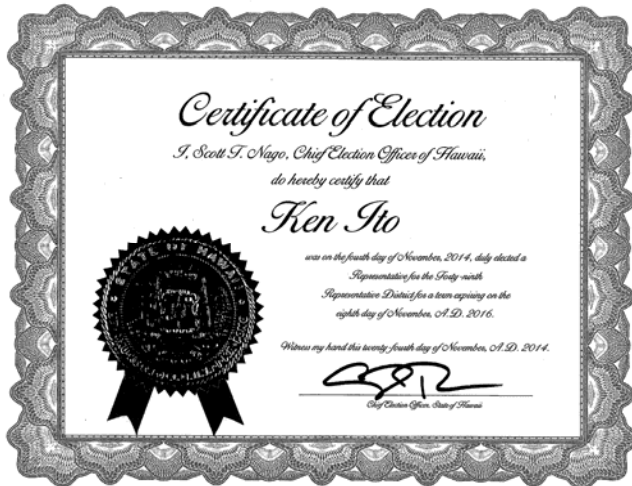 Certificate of Election
I, Scott T. Nago, Chief Election Officer of Hawaii,
do hereby certify that
Ken Ito
was on the fourth day of November, 2014, duly elected a
Representative for the Forty-ninth
Representative District for a term expiring on the
eighth day of November, A.D. 2016.
Witness my hand this twenty-fourth day of November, A.D. 2014.
Chief Election Officer, State of Hawaii
STATE OF HAWAII